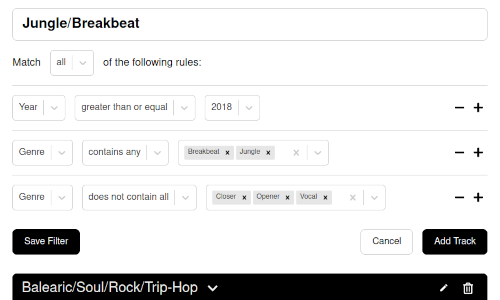 Jungle/Breakbeat
Match all of the following rules:
Year greater than or equal 2018
Genre contains any Breakbeat x Jungle x
Genre does not contain all Closer x Opener x Vocal x
Save Filter Cancel Add Track
Balearic/Soul/Rock/Trip-Hop